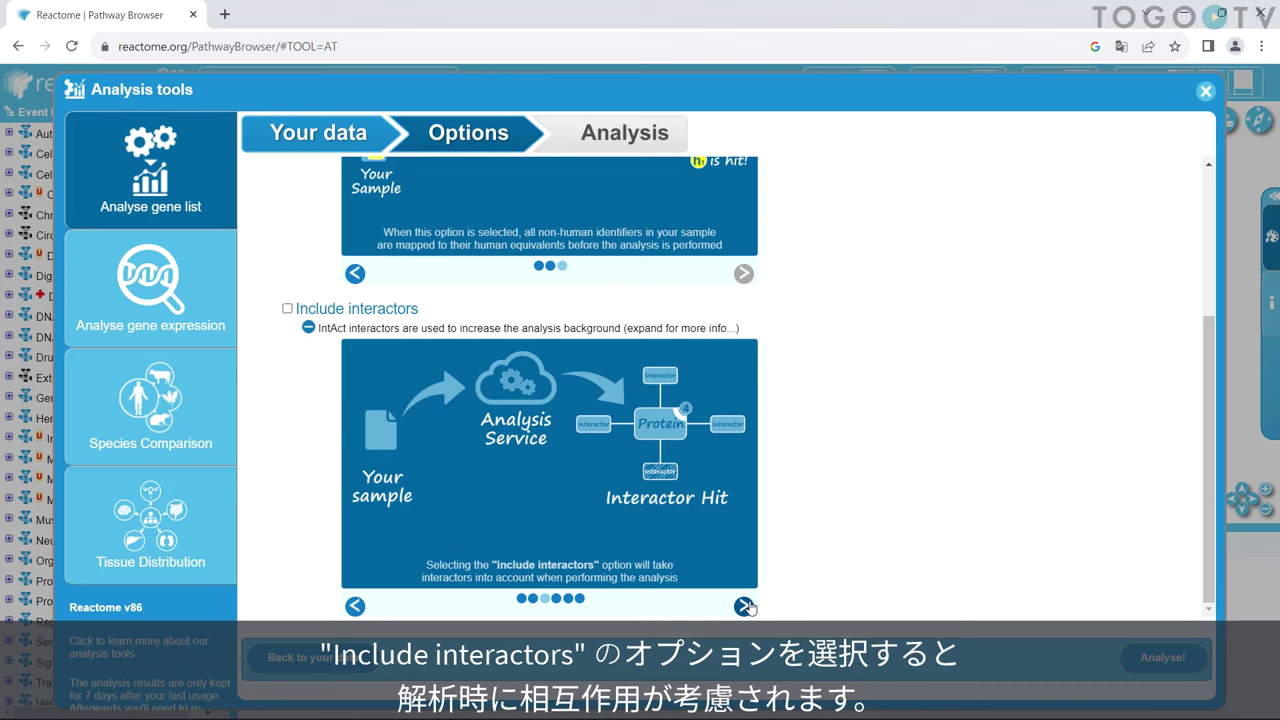 Reactome | Pathway Browser
TOGO TV
reactome.org/PathwayBrowser/#TOOL=AT
Analysis tools
Your data
Options
Analysis
Analyse gene list
Analyse gene expression
Species Comparison
Tissue Distribution
Reactome v86
Click to learn more about our
analysis tools
The analysis results are only kept
for 7 days after your last usage.
Your
Sample
h1 is hit!
When this option is selected, all non-human identifiers in your sample
are mapped to their human equivalents before the analysis is performed
Include interactors
IntAct interactors are used to increase the analysis background (expand for more info...)
Your
sample
Analysis
Service
Interactor
Interactor
Protein
4
Interactor
Interactor
Interactor Hit
Selecting the "include interactors" option will take
interactors into account when performing the analysis
Analyse!
"Include interactors" のオプションを選択すると
解析時に相互作用が考慮されます。